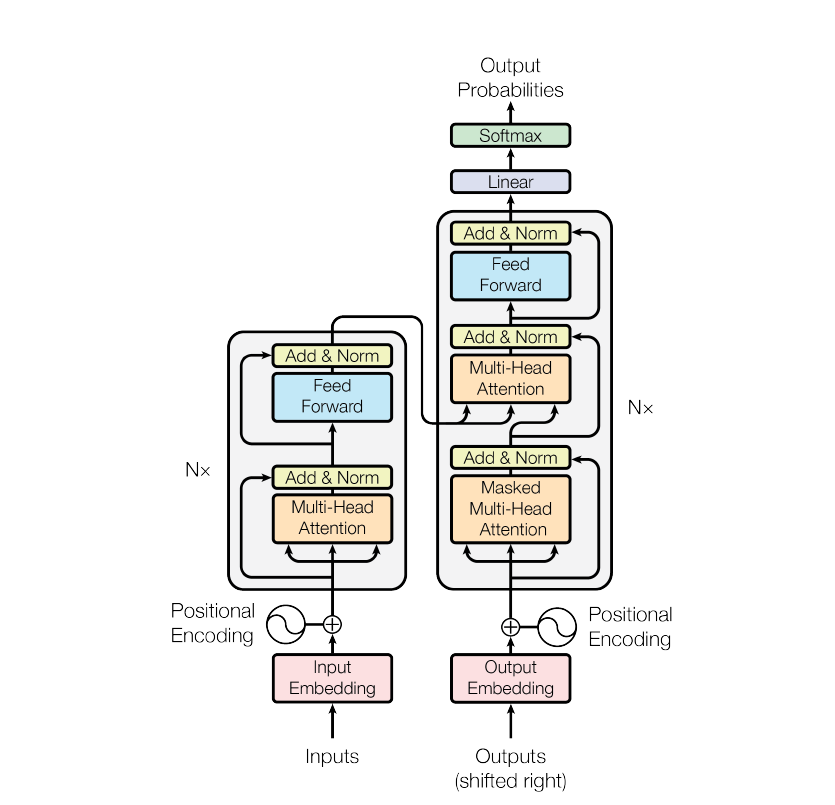 Output
Probabilities
Softmax
Linear
Add & Norm
Feed
Forward
Add & Norm
Multi-Head
Attention
Nx
Add & Norm
Masked
Multi-Head
Attention
Add & Norm
Feed
Forward
Nx
Add & Norm
Multi-Head
Attention
Positional
Encoding
Positional
Encoding
Input
Embedding
Output
Embedding
Inputs
Outputs
(shifted right)